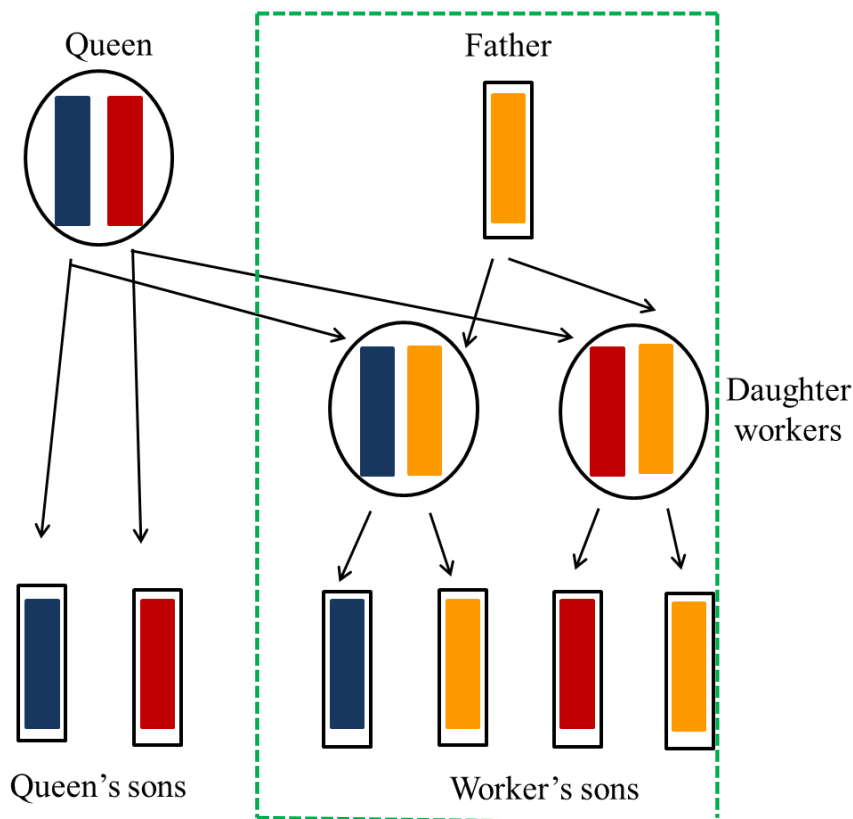 Queen
Father
Daughter
workers
Queen’s sons
Worker’s sons